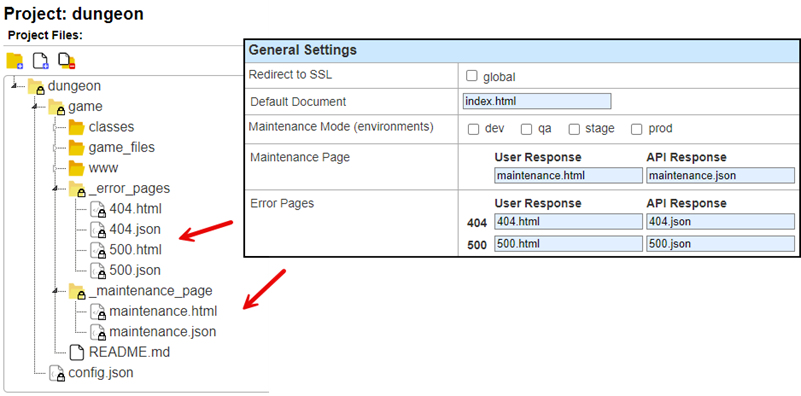 Project: dungeon
Project Files:
dungeon
game
classes
game_files
www
_error_pages
404.html
404.json
500.html
500.json
_maintenance_page
maintenance.html
maintenance.json
README.md
config.json
General Settings
Redirect to SSL global
Default Document index.html
Maintenance Mode (environments) dev qa stage prod
Maintenance Page User Response API Response
maintenance.html maintenance.json
Error Pages User Response API Response
404 404.html 404.json
500 500.html 500.json